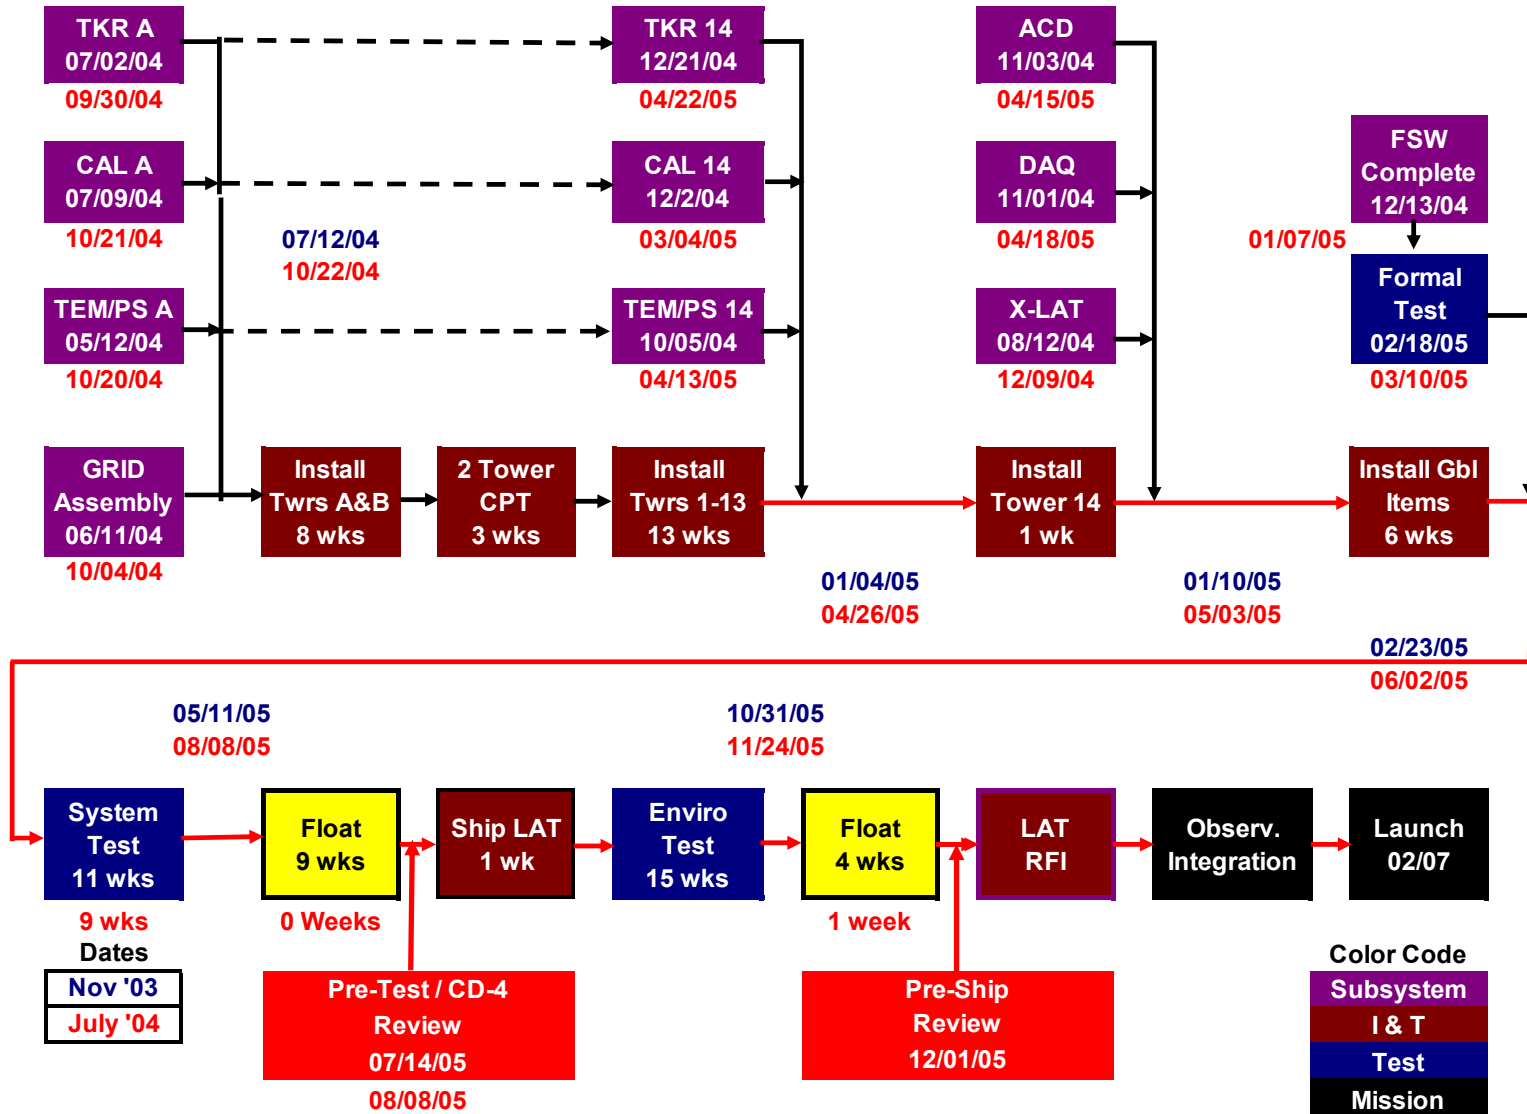 TKR A
07/02/04
09/30/04
TKR 14
12/21/04
04/22/05
ACD
11/03/04
04/15/05
CAL A
07/09/04
10/21/04
CAL 14
12/2/04
03/04/05
DAQ
11/01/04
04/18/05
FSW
Complete
12/13/04
01/07/05
07/12/04
10/22/04
TEM/PS A
05/12/04
10/20/04
TEM/PS 14
10/05/04
04/13/05
X-LAT
08/12/04
12/09/04
Formal
Test
02/18/05
03/10/05
GRID
Assembly
06/11/04
10/04/04
Install
Twrs A&B
8 wks
2 Tower
CPT
3 wks
Install
Twrs 1-13
13 wks
Install
Tower 14
1 wk
Install Gbl
Items
6 wks
01/04/05
04/26/05
01/10/05
05/03/05
02/23/05
06/02/05
05/11/05
08/08/05
10/31/05
11/24/05
System
Test
11 wks
9 wks
Float
9 wks
0 Weeks
Ship LAT
1 wk
Enviro
Test
15 wks
Float
4 wks
1 week
LAT
RFI
Observ.
Integration
Launch
02/07
Dates
Nov '03
July '04
Pre-Test / CD-4
Review
07/14/05
08/08/05
Pre-Ship
Review
12/01/05
Color Code
Subsystem
I & T
Test
Mission